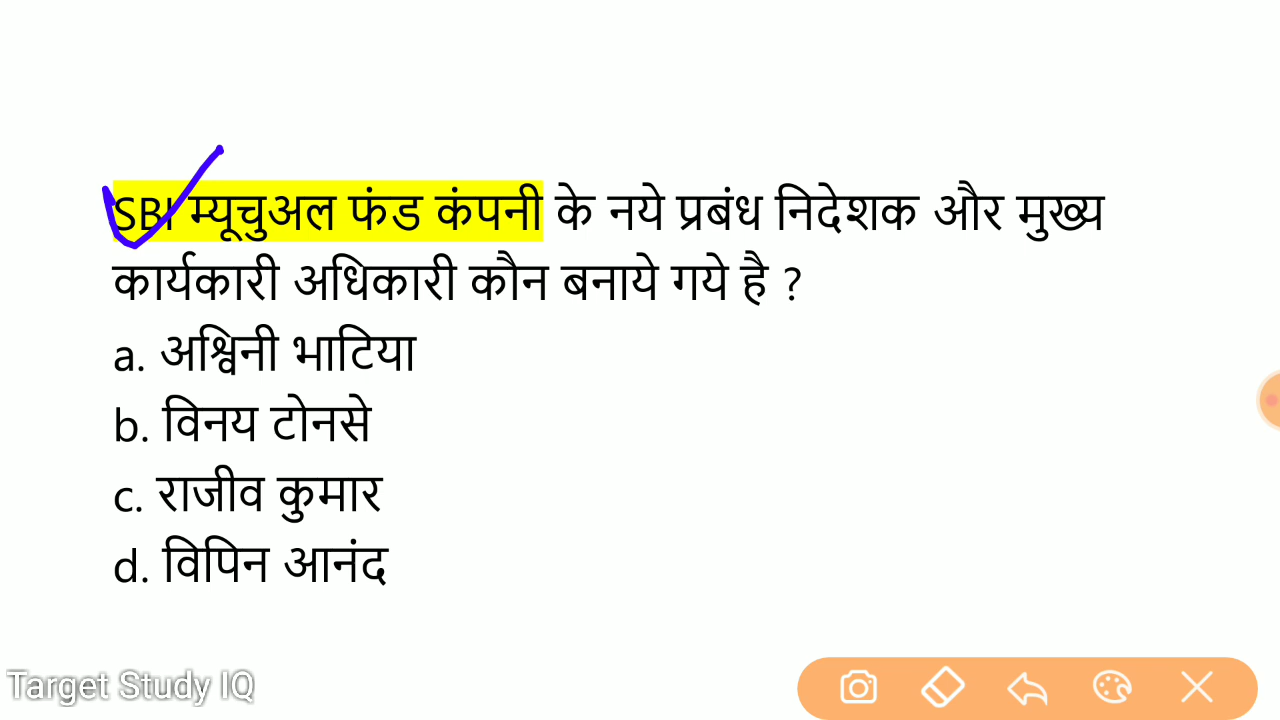 SBI म्यूचुअल फंड कंपनी के नये प्रबंध निदेशक और मुख्य
कार्यकारी अधिकारी कौन बनाये गये है ?
a. अश्विनी भाटिया
b. विनय टोनसे
c. राजीव कुमार
d. विपिन आनंद
Target Study IQ